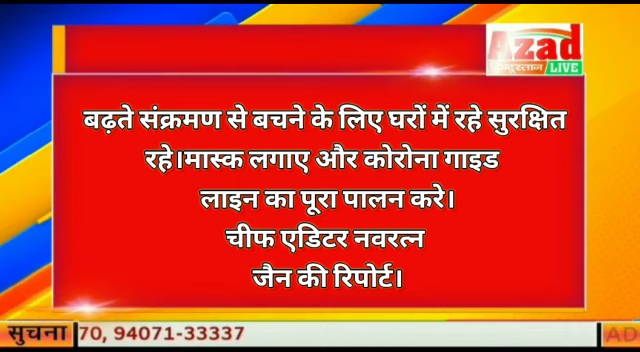 Azad
हिन्दुस्तान LIVE
बढ़ते संक्रमण से बचने के लिए घरों में रहे सुरक्षित
रहे।मास्क लगाए और कोरोना गाइड
लाइन का पूरा पालन करे।
चीफ एडिटर नवरत्न
जैन की रिपोर्ट।
सुचना 70, 94071-33337 AD